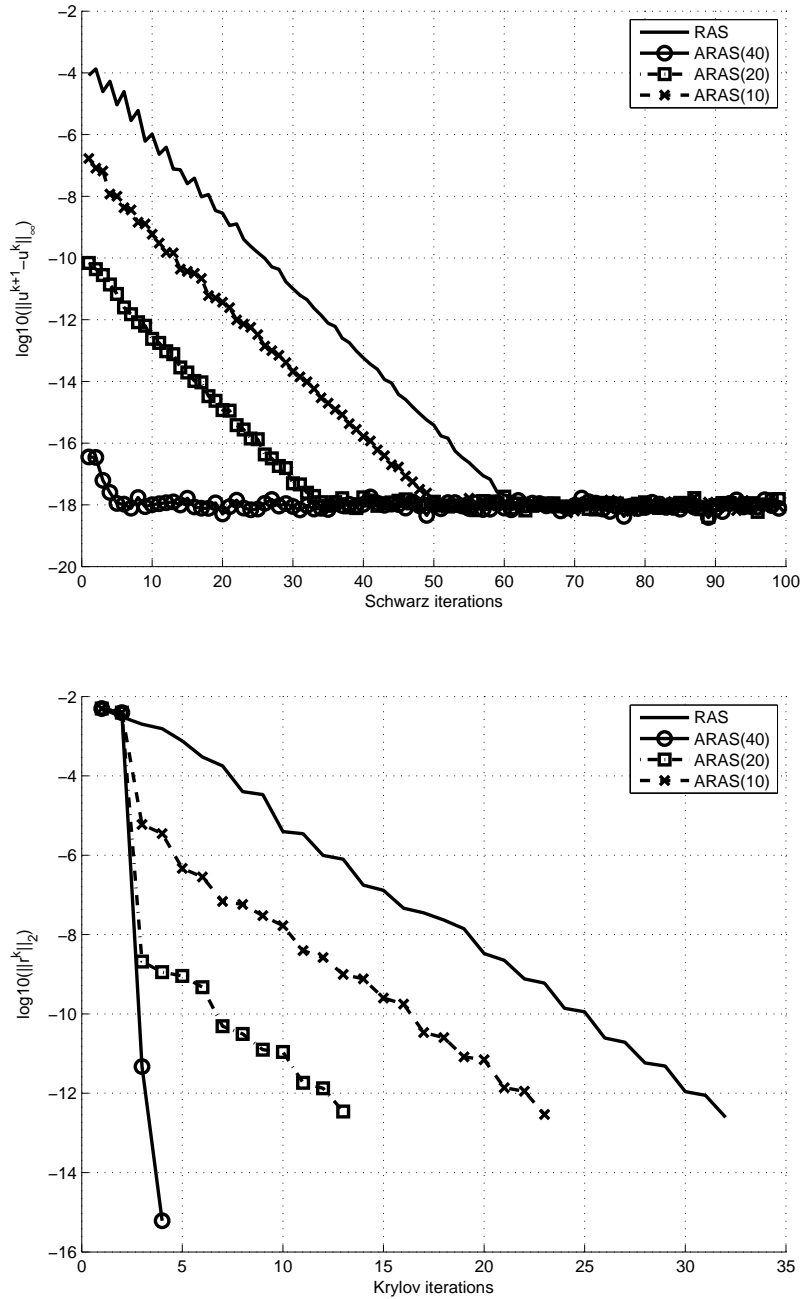 −2
−4
−6
−8
−10
−12
−14
−16
−18
−20
log10(||u^{k+1}−u^k||_∞)
0 10 20 30 40 50 60 70 80 90 100
Schwarz iterations
RAS
ARAS(40)
ARAS(20)
ARAS(10)
−2
−4
−6
−8
−10
−12
−14
−16
log10(||r^k||_2)
0 5 10 15 20 25 30 35
Krylov iterations
RAS
ARAS(40)
ARAS(20)
ARAS(10)